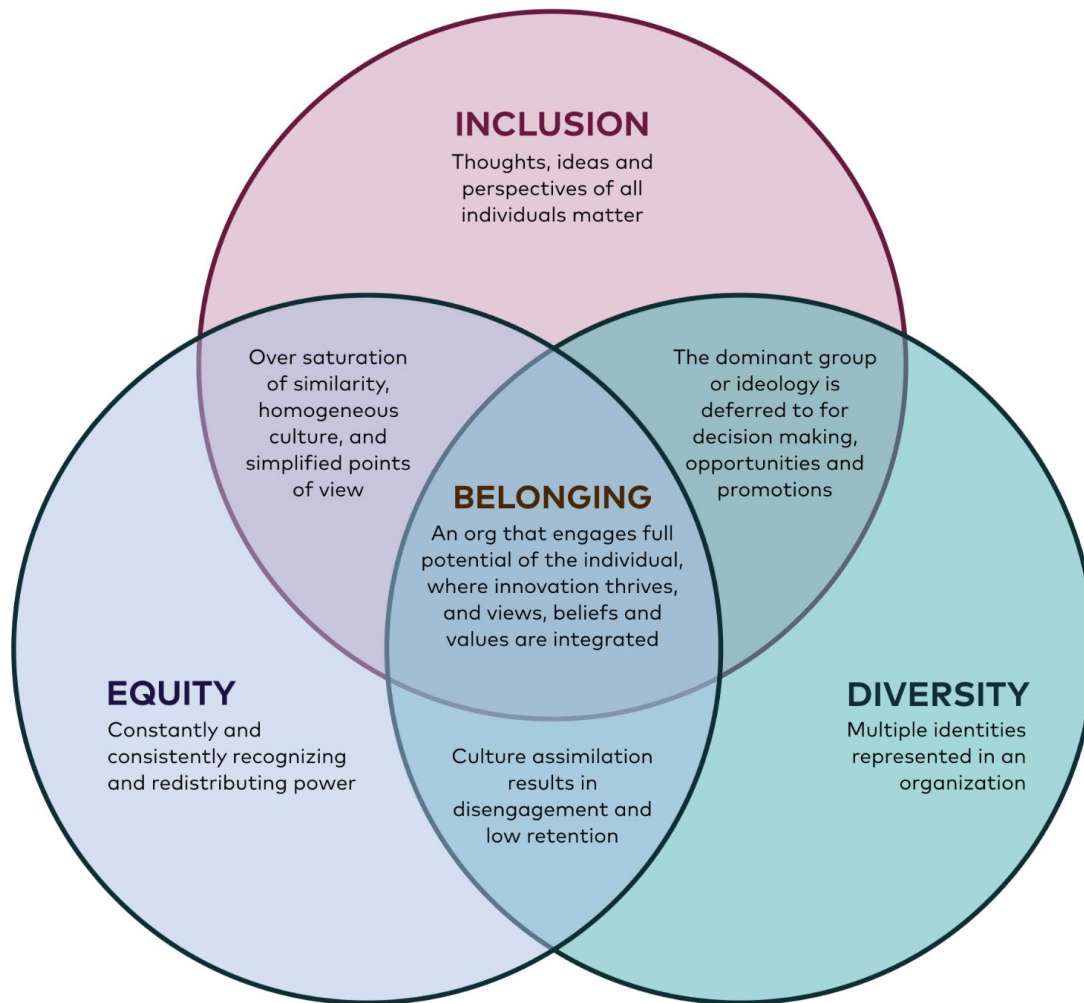 INCLUSION
Thoughts, ideas and
perspectives of all
individuals matter
Over saturation
of similarity,
homogeneous
culture, and
simplified points
of view
The dominant group
or ideology is
deferred to for
decision making,
opportunities and
promotions
BELONGING
An org that engages full
potential of the individual,
where innovation thrives,
and views, beliefs and
values are integrated
EQUITY
Constantly and
consistently recognizing
and redistributing power
Culture assimilation
results in
disengagement and
low retention
DIVERSITY
Multiple identities
represented in an
organization